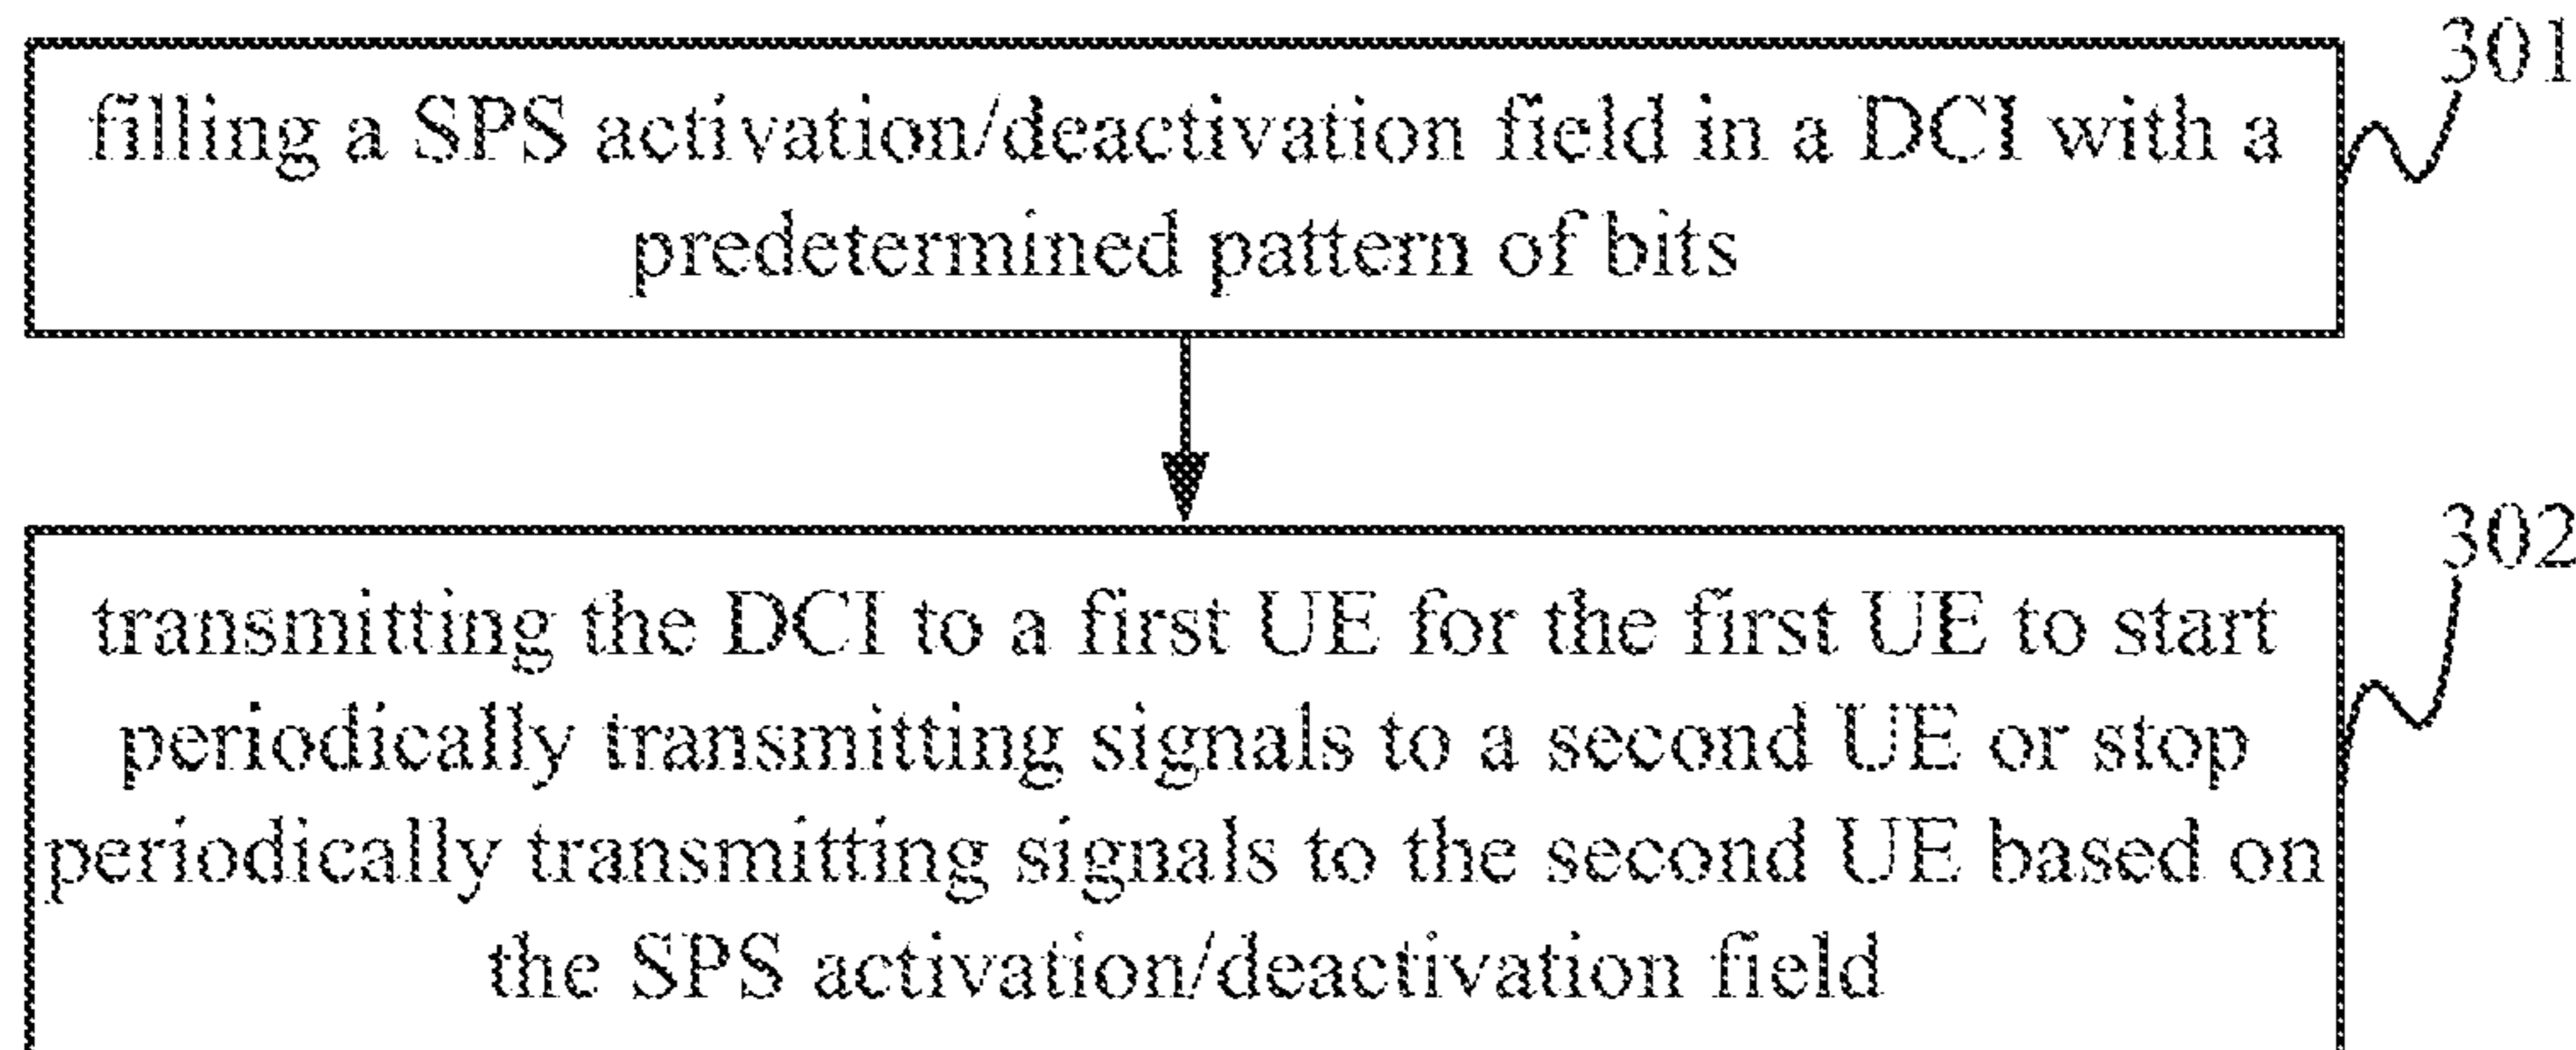 301
filling a SPS activation/deactivation field in a DCI with a
predetermined pattern of bits
302
transmitting the DCI to a first UE for the first UE to start
periodically transmitting signals to a second UE or stop
periodically transmitting signals to the second UE based on
the SPS activation/deactivation field